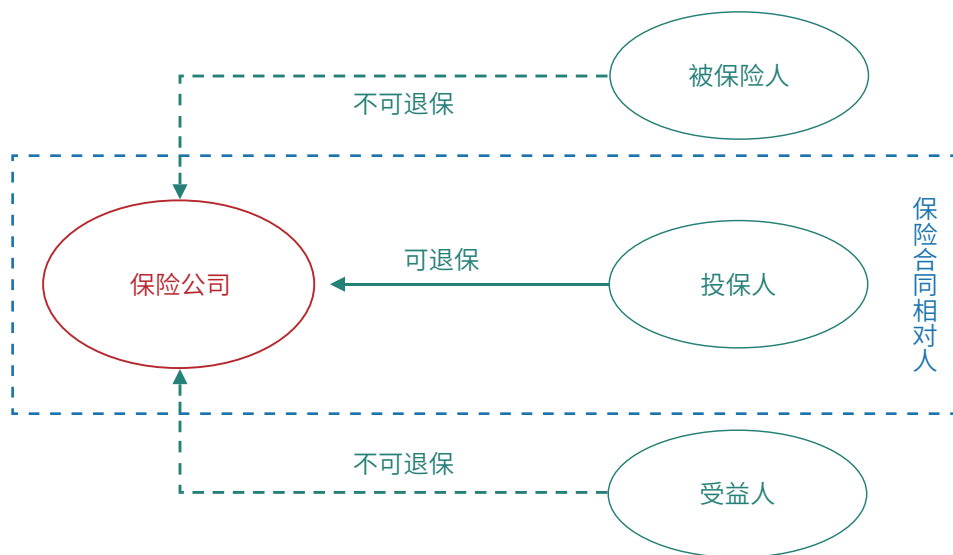 被保险人
不可退保
保险公司
可退保
投保人
保险合同相对人
不可退保
受益人